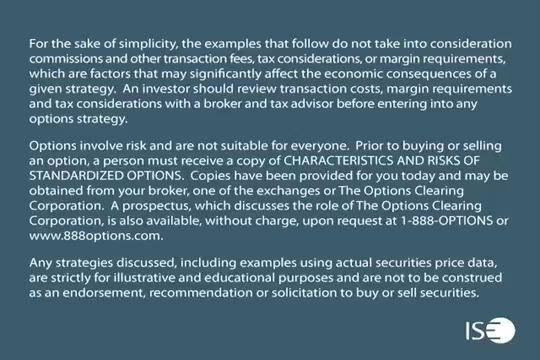 For the sake of simplicity, the examples that follow do not take into consideration
commissions and other transaction fees, tax considerations, or margin requirements,
which are factors that may significantly affect the economic consequences of a
given strategy.  An investor should review transaction costs, margin requirements
and tax considerations with a broker and tax advisor before entering into any
options strategy.
Options involve risk and are not suitable for everyone.  Prior to buying or selling
an option, a person must receive a copy of CHARACTERISTICS AND RISKS OF
STANDARDIZED OPTIONS.  Copies have been provided for you today and may be
obtained from your broker, one of the exchanges or The Options Clearing
Corporation.  A prospectus, which discusses the role of The Options Clearing
Corporation, is also available, without charge, upon request at 1-888-OPTIONS or
www.888options.com.
Any strategies discussed, including examples using actual securities price data,
are strictly for illustrative and educational purposes and are not to be construed
as an endorsement, recommendation or solicitation to buy or sell securities.
ISE